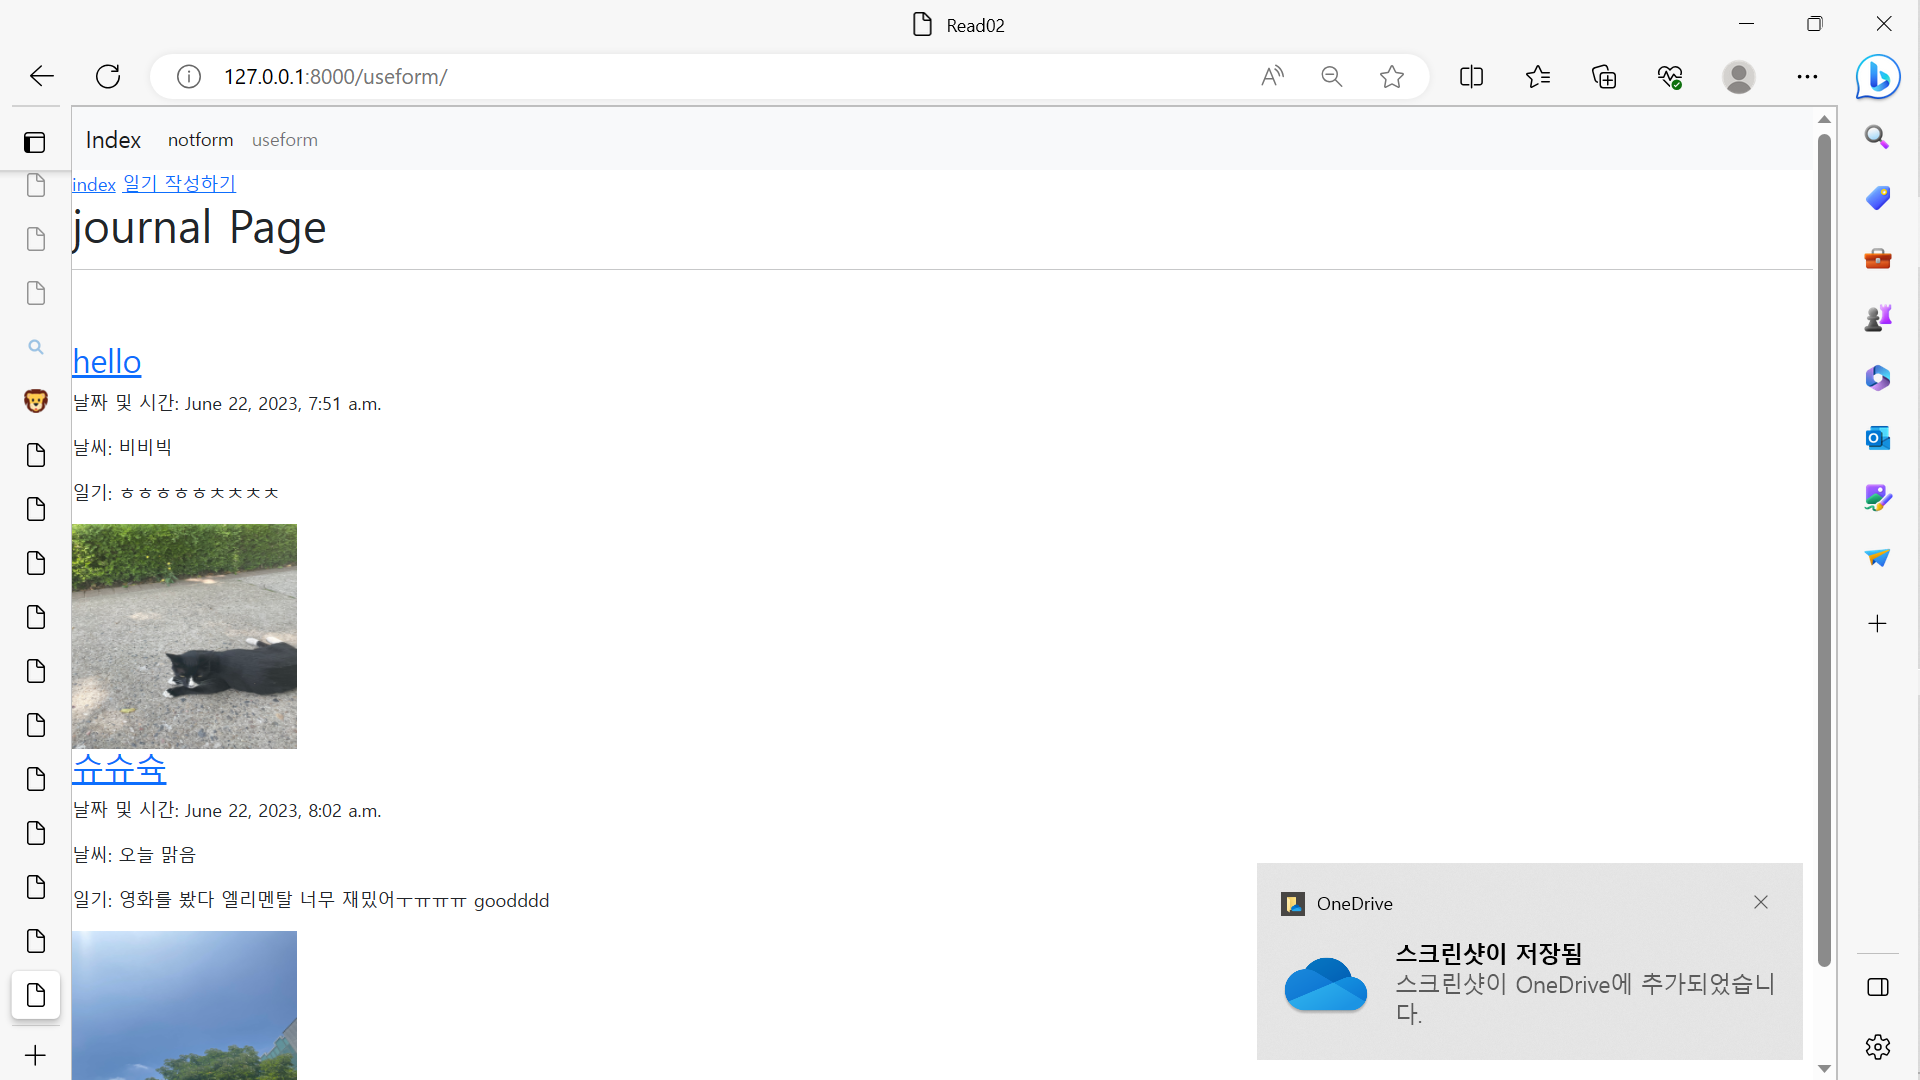 Read02
127.0.0.1:8000/useform/
Index notform useform
index 일기 작성하기
journal Page
hello
날짜 및 시간: June 22, 2023, 7:51 a.m.
날씨: 비비빅
일기: ㅎㅎㅎㅎㅎㅊㅊㅊㅊ
슈슈슉
날짜 및 시간: June 22, 2023, 8:02 a.m.
날씨: 오늘 맑음
일기: 영화를 봤다 엘리멘탈 너무 재밌어ㅜㅠㅠㅠ goodddd
OneDrive
스크린샷이 저장됨
스크린샷이 OneDrive에 추가되었습니
다.